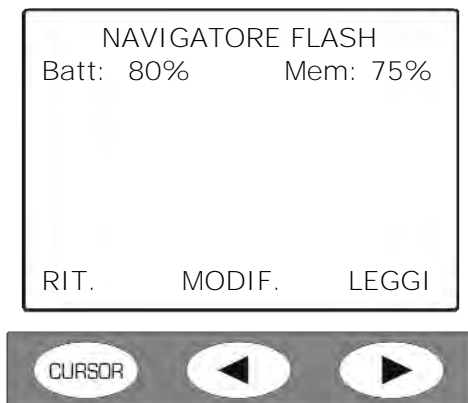 NAVIGATORE FLASH
Batt: 80% Mem: 75%
RIT. MODIF. LEGGI
CURSOR